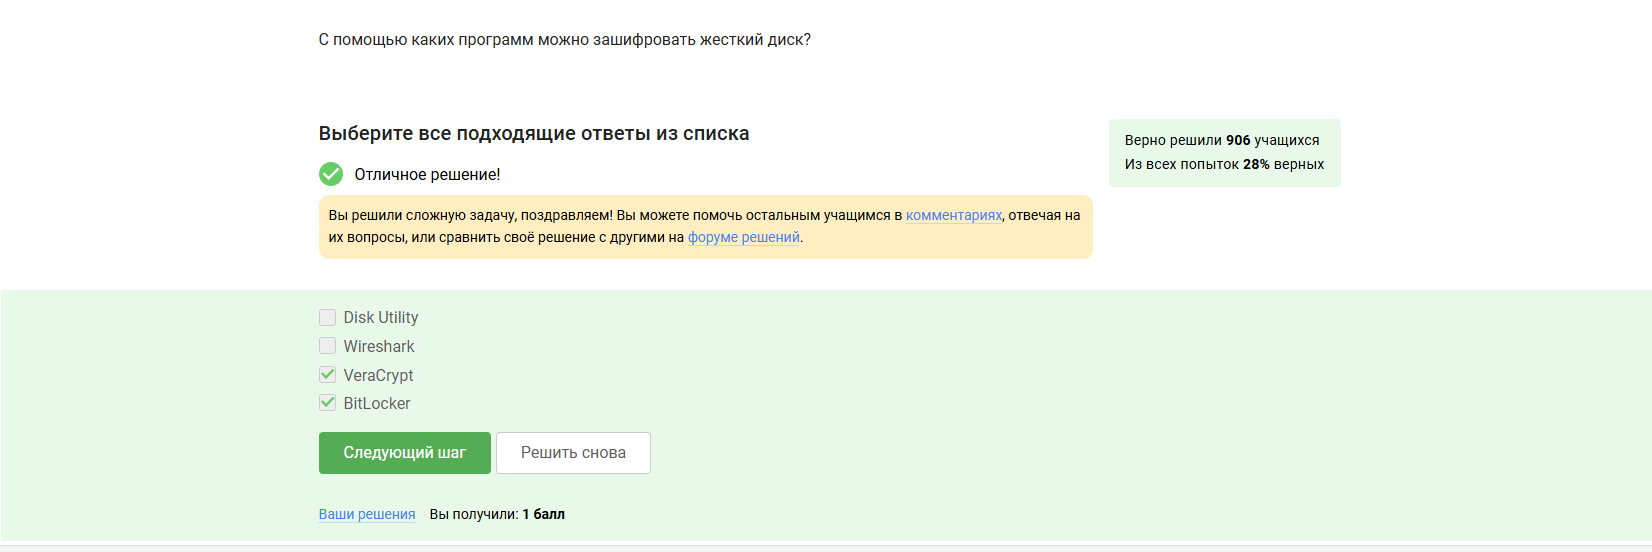 С помощью каких программ можно зашифровать жесткий диск?
Выберите все подходящие ответы из списка
Отличное решение!
Вы решили сложную задачу, поздравляем! Вы можете помочь остальным учащимся в комментариях, отвечая на
их вопросы, или сравнить своё решение с другими на форуме решений.
Верно решили 906 учащихся
Из всех попыток 28% верных
Disk Utility
Wireshark
VeraCrypt
BitLocker
Следующий шаг
Решить снова
Ваши решения Вы получили: 1 балл